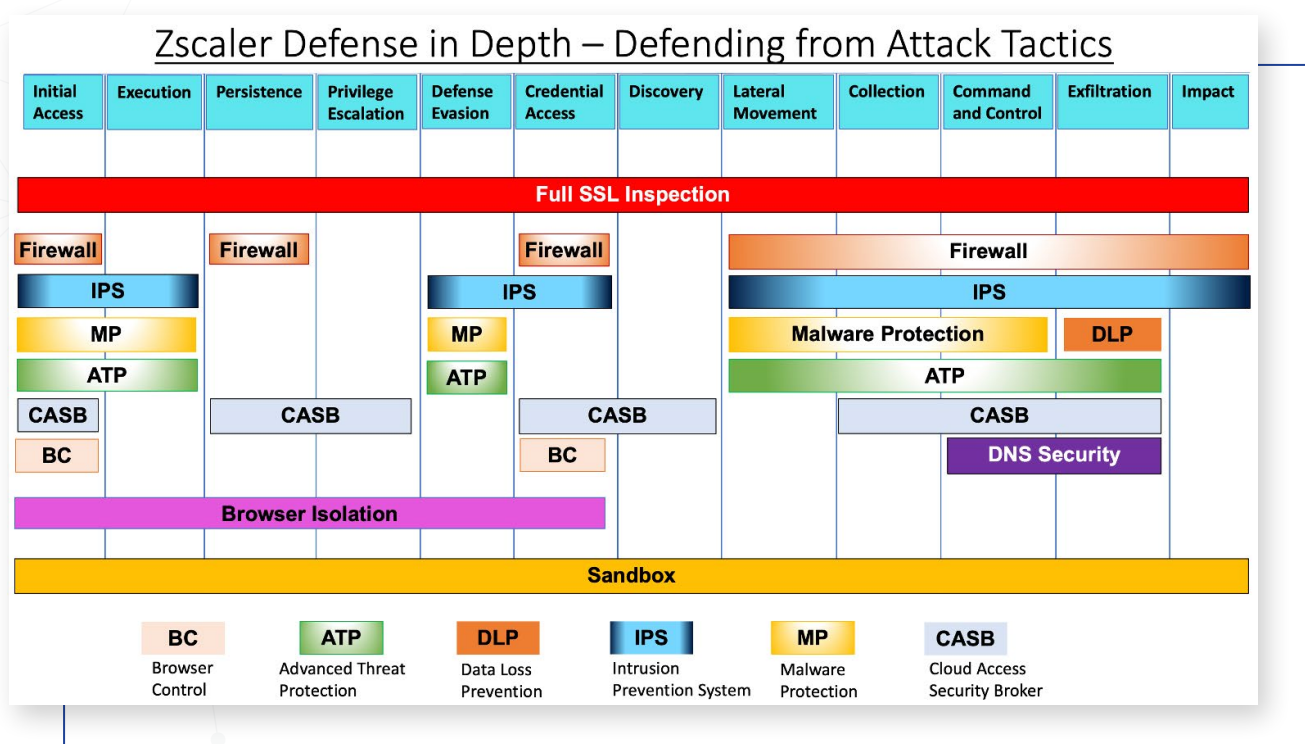 Zscaler Defense in Depth – Defending from Attack Tactics
Initial Access
Execution
Persistence
Privilege Escalation
Defense Evasion
Credential Access
Discovery
Lateral Movement
Collection
Command and Control
Exfiltration
Impact
Full SSL Inspection
Firewall
Firewall
Firewall
Firewall
IPS
IPS
IPS
MP
MP
Malware Protection
DLP
ATP
ATP
ATP
CASB
CASB
CASB
CASB
BC
BC
DNS Security
Browser Isolation
Sandbox
BC
Browser
Control
ATP
Advanced Threat
Protection
DLP
Data Loss
Prevention
IPS
Intrusion
Prevention System
MP
Malware
Protection
CASB
Cloud Access
Security Broker